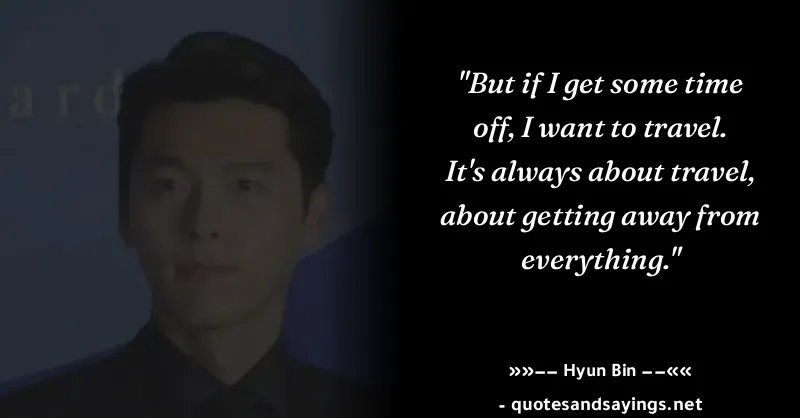 ard
"But if I get some time
off, I want to travel.
It's always about travel,
about getting away from
everything."
»»−− Hyun Bin −−««
- quotesandsayings.net